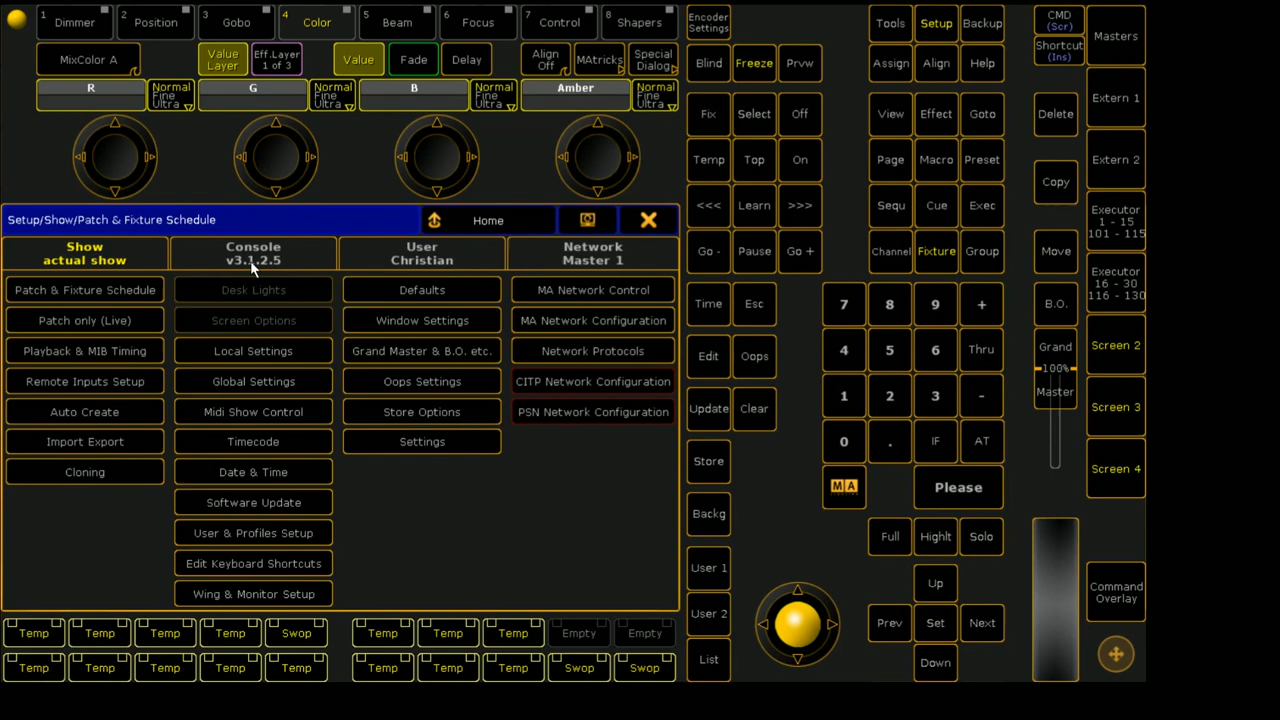 1 Dimmer
2 Position
3 Gobo
4 Color
5 Beam
6 Focus
7 Control
8 Shapers
MixColor A
Value
Layer
Eff.Layer
1 of 3
Value
Fade
Delay
Align
Off
MAtricks
Special
Dialog
R
Normal
Fine
Ultra
G
Normal
Fine
Ultra
B
Normal
Fine
Ultra
Amber
Normal
Fine
Ultra
Setup/Show/Patch & Fixture Schedule
Home
Show
actual show
Console
v3.1.2.5
User
Christian
Network
Master 1
Patch & Fixture Schedule
Desk Lights
Defaults
MA Network Control
Patch only (Live)
Screen Options
Window Settings
MA Network Configuration
Playback & MIB Timing
Local Settings
Grand Master & B.O. etc.
Network Protocols
Remote Inputs Setup
Global Settings
Oops Settings
CITP Network Configuration
Auto Create
Midi Show Control
Store Options
PSN Network Configuration
Import Export
Timecode
Settings
Cloning
Date & Time
Software Update
User & Profiles Setup
Edit Keyboard Shortcuts
Wing & Monitor Setup
Temp
Temp
Temp
Temp
Swop
Temp
Temp
Temp
Empty
Empty
Temp
Temp
Temp
Temp
Temp
Temp
Temp
Temp
Swop
Swop
Encoder
Settings
Tools
Setup
Backup
Blind
Freeze
Prvw
Assign
Align
Help
Fix
Select
Off
View
Effect
Goto
Temp
Top
On
Page
Macro
Preset
<<<
Learn
>>>
Sequ
Cue
Exec
Go -
Pause
Go +
Channel
Fixture
Group
Time
Esc
7
8
9
+
Edit
Oops
4
5
6
Thru
Update
Clear
1
2
3
-
Store
0
.
IF
AT
MA
Please
Backg
Full
Highlt
Solo
User 1
Up
User 2
Prev
Set
Next
List
Down
CMD
(Scr)
Shortcut
(Ins)
Delete
Copy
Move
B.O.
Grand
100%
Master
Masters
Extern 1
Extern 2
Executor
1 - 15
101 - 115
Executor
16 - 30
116 - 130
Screen 2
Screen 3
Screen 4
Command
Overlay